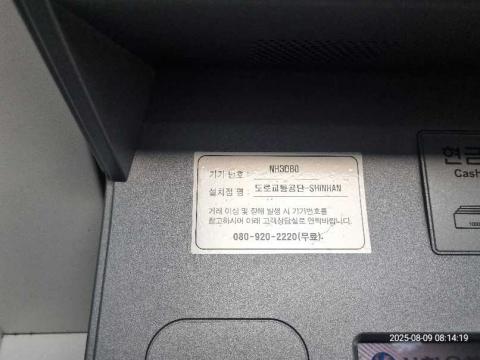 기기 번호 : NH3DB0
설치점 명 : 도로교통공단-SHINHAN
거래 이상 및 장애 발생 시 기기번호를
참고하시어 아래 고객상담실로 연락바랍니다.
080-920-2220(무료).
현금
Cash
2025-08-09 08:14:19